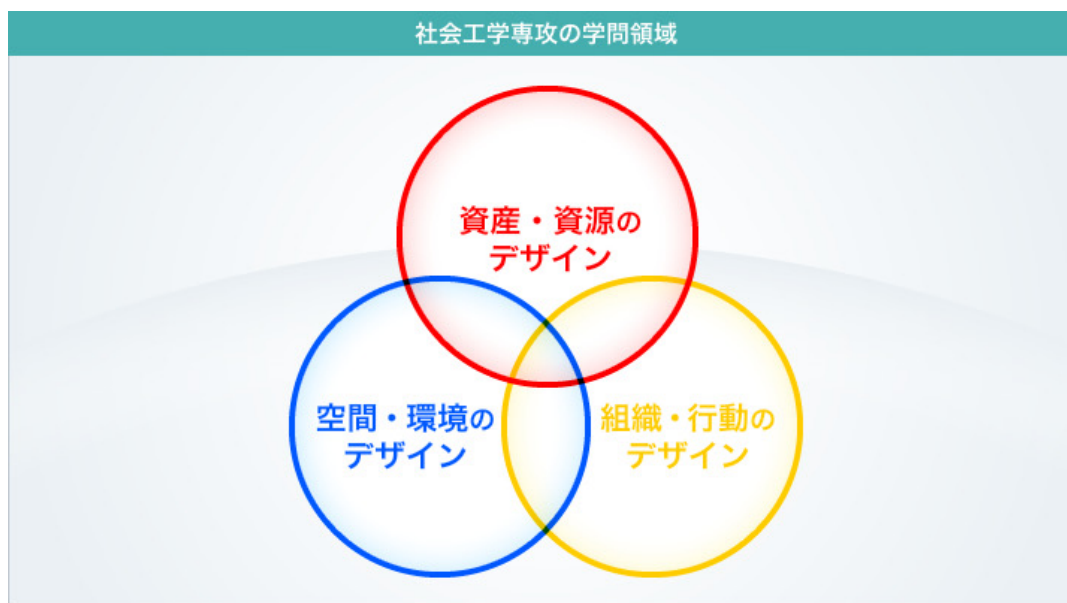 社会工学専攻の学問領域
資産・資源の
デザイン
空間・環境の
デザイン
組織・行動の
デザイン